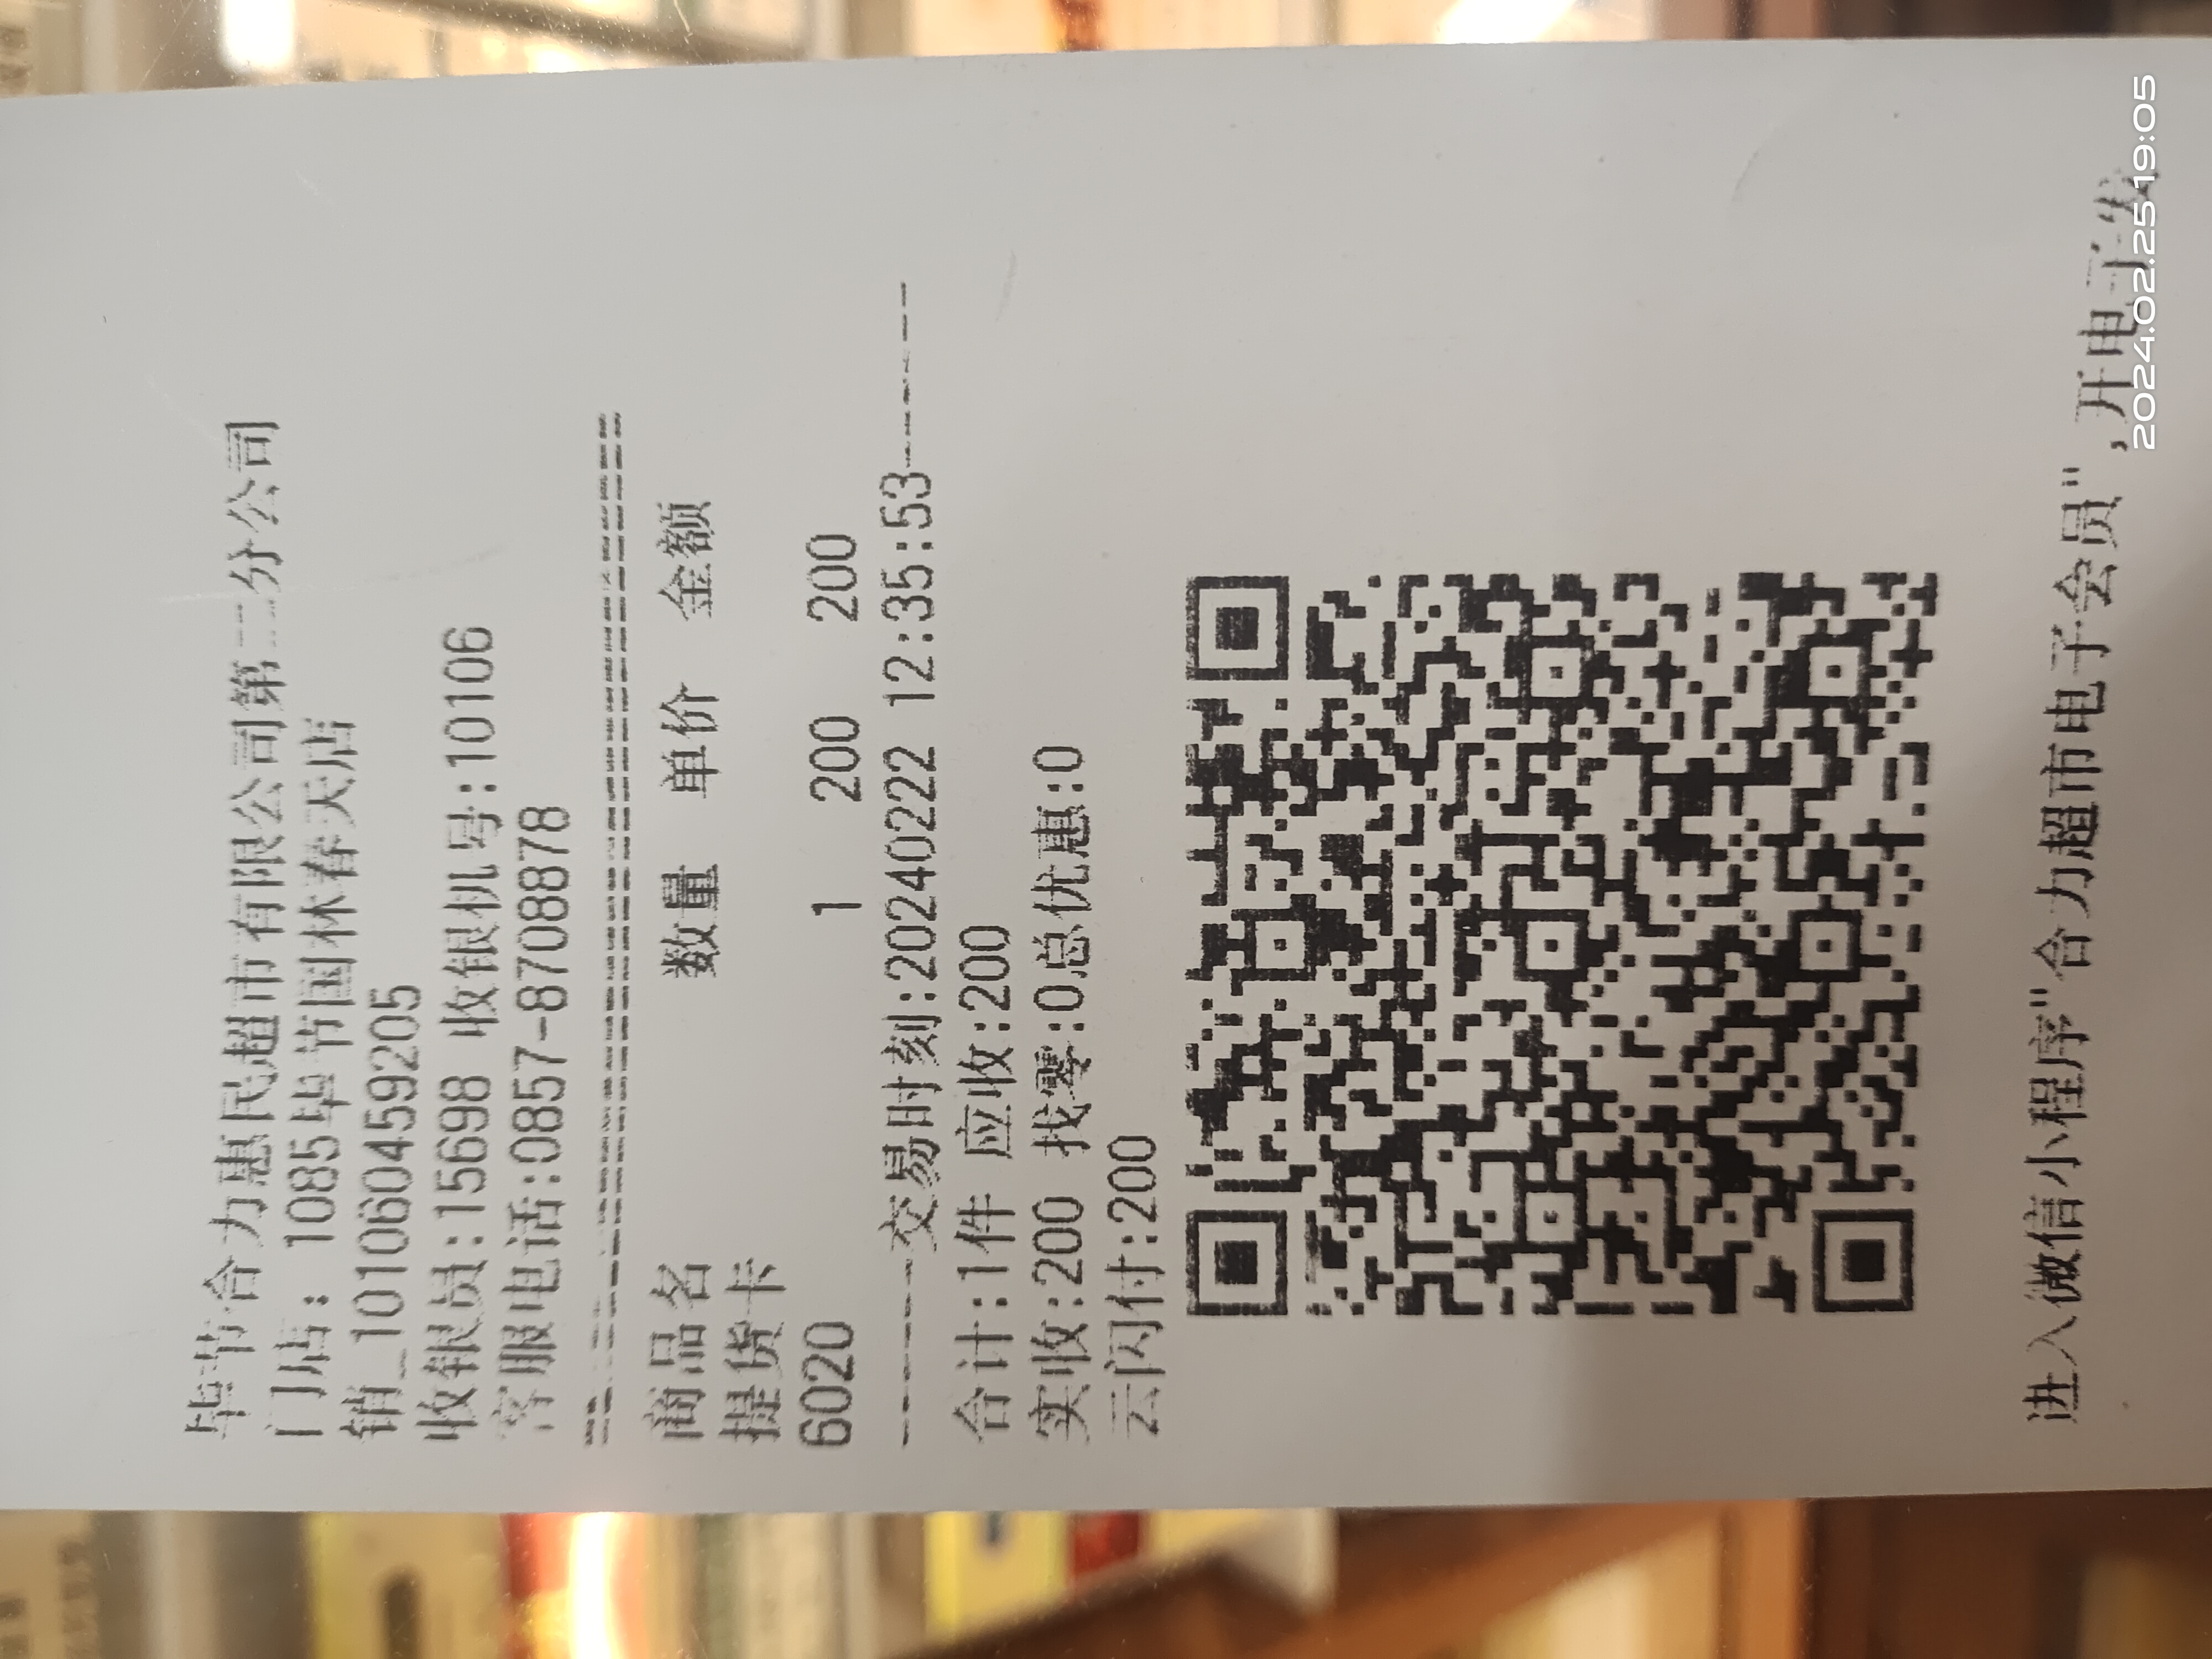 毕节合力惠民超市有限公司第二分公司
门店： 1085毕节国林春天店
销_1010604592​05
收银员:15698 收银机号:10106
客服电话:0857-8708878
商品名 数量 单价 金额
提货卡
6020 1 200 200
--------交易时刻:20240222 12:35:53--------
合计:1件 应收:200
实收:200 找零:0总优惠:0
云闪付:200
进入微信小程序"合力超市电子会员",开电子发
2024.02.25 19:05